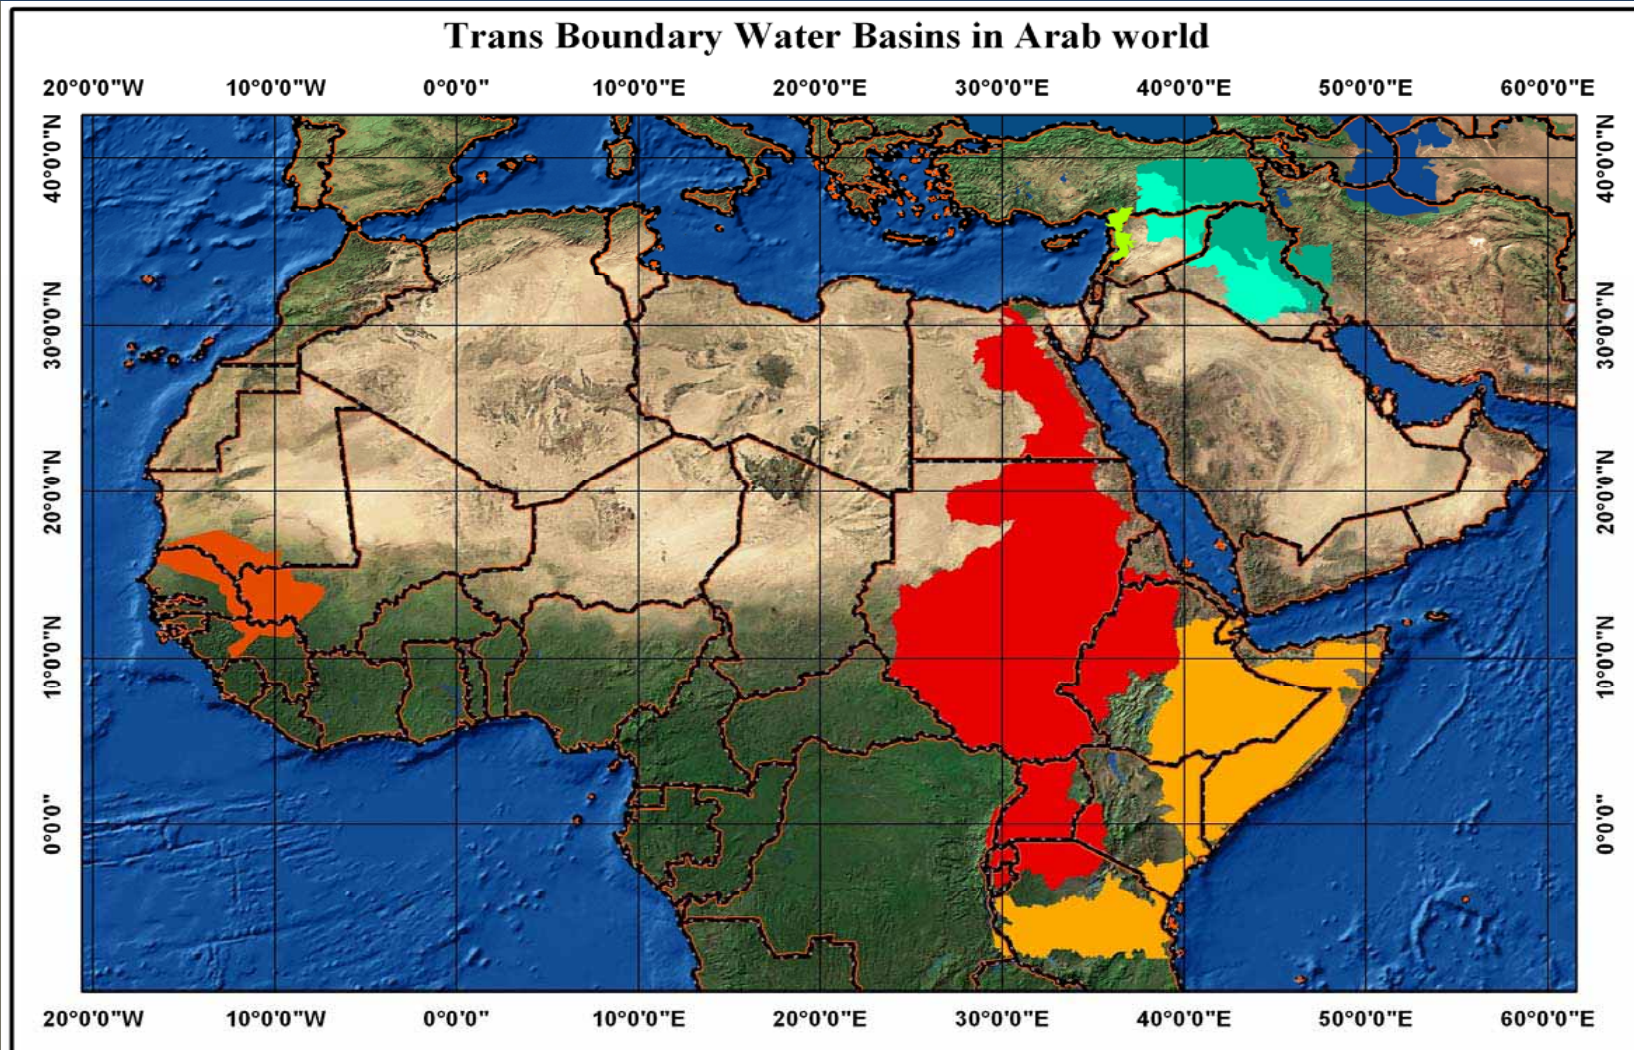 Trans Boundary Water Basins in Arab world
20°0'0"W 10°0'0"W 0°0'0" 10°0'0"E 20°0'0"E 30°0'0"E 40°0'0"E 50°0'0"E 60°0'0"E
40°0'0"N 40°0'0"N
30°0'0"N 30°0'0"N
20°0'0"N 20°0'0"N
10°0'0"N 10°0'0"N
0°0'0" 0°0'0"
20°0'0"W 10°0'0"W 0°0'0" 10°0'0"E 20°0'0"E 30°0'0"E 40°0'0"E 50°0'0"E 60°0'0"E